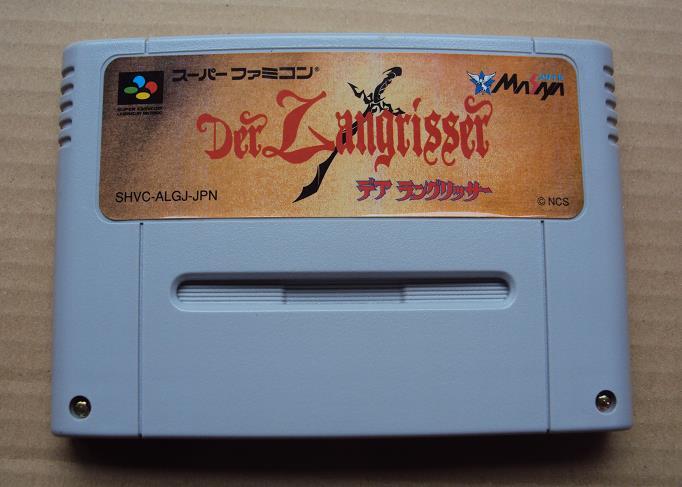 スーパーファミコン®
MASAYA
Der Langrisser
デア ラングリッサー
SHVC-ALGJ-JPN
© NCS